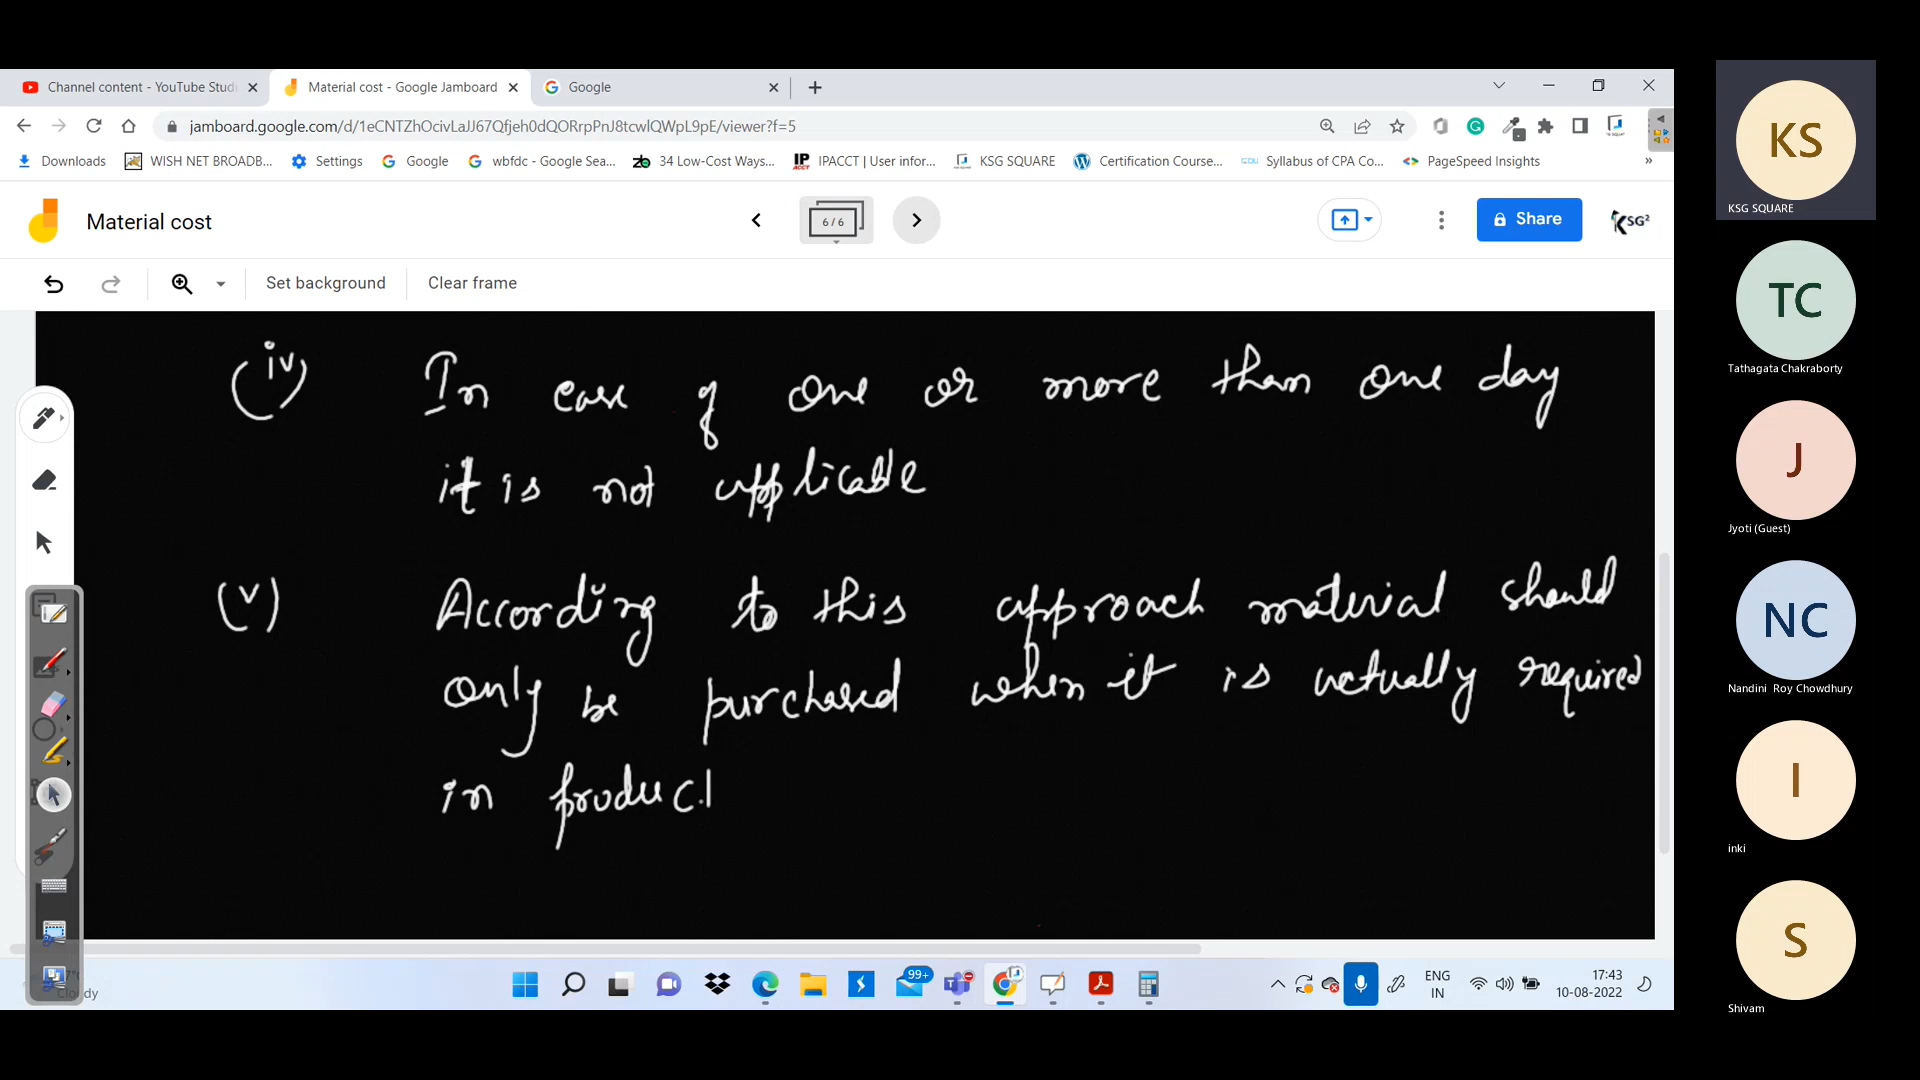 Channel content - YouTube Stud
Material cost - Google Jamboard
Google
jamboard.google.com/d/1eCNTZhOcivLaJJ67Qfjeh0dQORrpPnJ8tcwlQWpL9pE/viewer?f=5
Downloads WISH NET BROADB... Settings Google wbfdc - Google Sea... 34 Low-Cost Ways... IPACCT | User infor... KSG SQUARE Certification Course... Syllabus of CPA Co... PageSpeed Insights »
Material cost
6 / 6
Share
KSG²
Set background Clear frame
(iv) In case of one or more than one day
it is not applicable
(v) According to this approach material should
only be purchased when it is actually required
in product
Cloudy
99+
ENG
IN
17:43
10-08-2022
KS
KSG SQUARE
TC
Tathagata Chakraborty
J
Jyoti (Guest)
NC
Nandini Roy Chowdhury
I
inki
S
Shivam